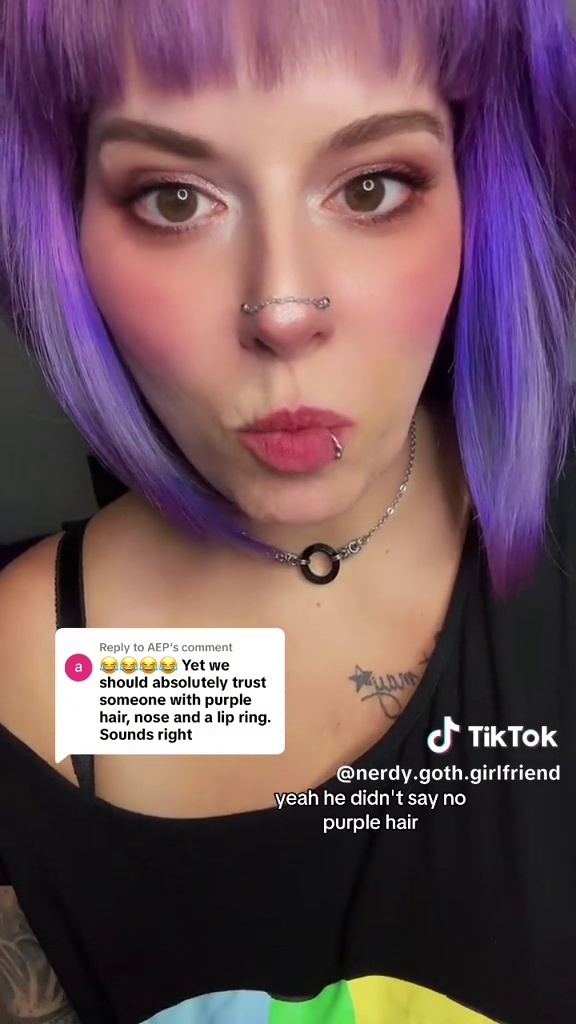 Reply to AEP's comment
a
😂😂😂😂 Yet we
should absolutely trust
someone with purple
hair, nose and a lip ring.
Sounds right
TikTok
@nerdy.goth.girlfriend
yeah he didn't say no
purple hair